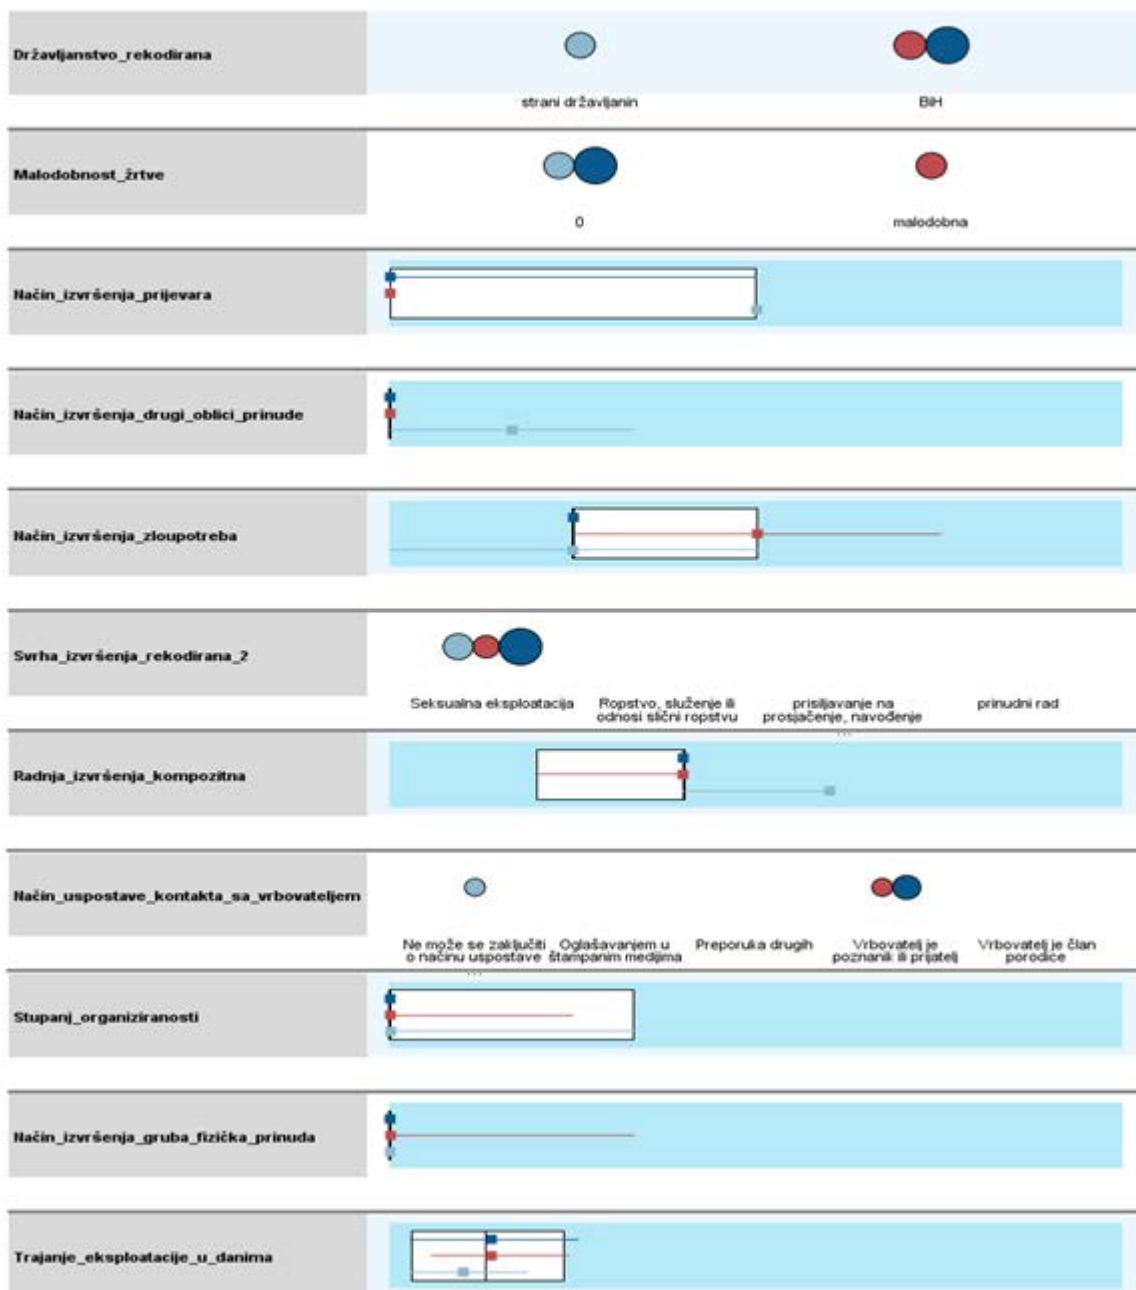 Državljanstvo_rekodirana
strani državljanin BiH
Malodobnost_žrtve
0 malodobna
Način_izvršenja_prijevara
Način_izvršenja_drugi_oblici_prinude
Način_izvršenja_zloupotreba
Svrha_izvršenja_rekodirana_2
Seksualna eksploatacija Ropstvo, služenje ili prisiljavanje na prinudni rad
odnosi slični ropstvu prosjačenje, navođenje
...
Radnja_izvršenja_kompozitna
Način_uspostave_kontakta_sa_vrbovateljem
Ne može se zaključiti Oglašavanjem u Preporuka drugih Vrbovatelj je Vrbovatelj je član
o načinu uspostave štampanim medijima poznanik ili prijatelj porodice
...
Stupanj_organiziranosti
Način_izvršenja_gruba_fizička_prinuda
Trajanje_eksploatacije_u_danima